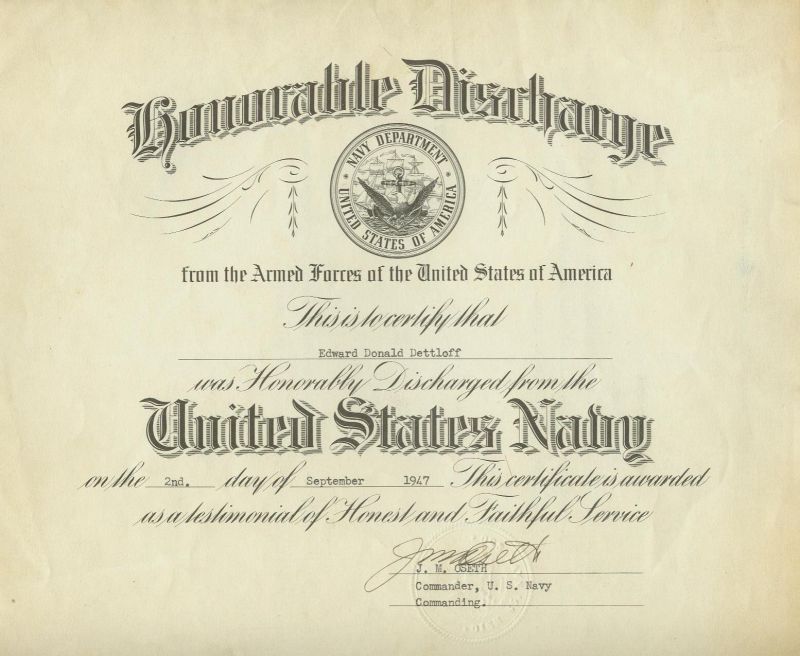 Honorable Discharge
NAVY DEPARTMENT
UNITED STATES OF AMERICA
from the Armed Forces of the United States of America
This is to certify that
Edward Donald Dettloff
was Honorably Discharged from the
United States Navy
on the 2nd. day of September 1947 This certificate is awarded
as a testimonial of Honest and Faithful Service
J. M. OSETH
Commander, U. S. Navy
Commanding.